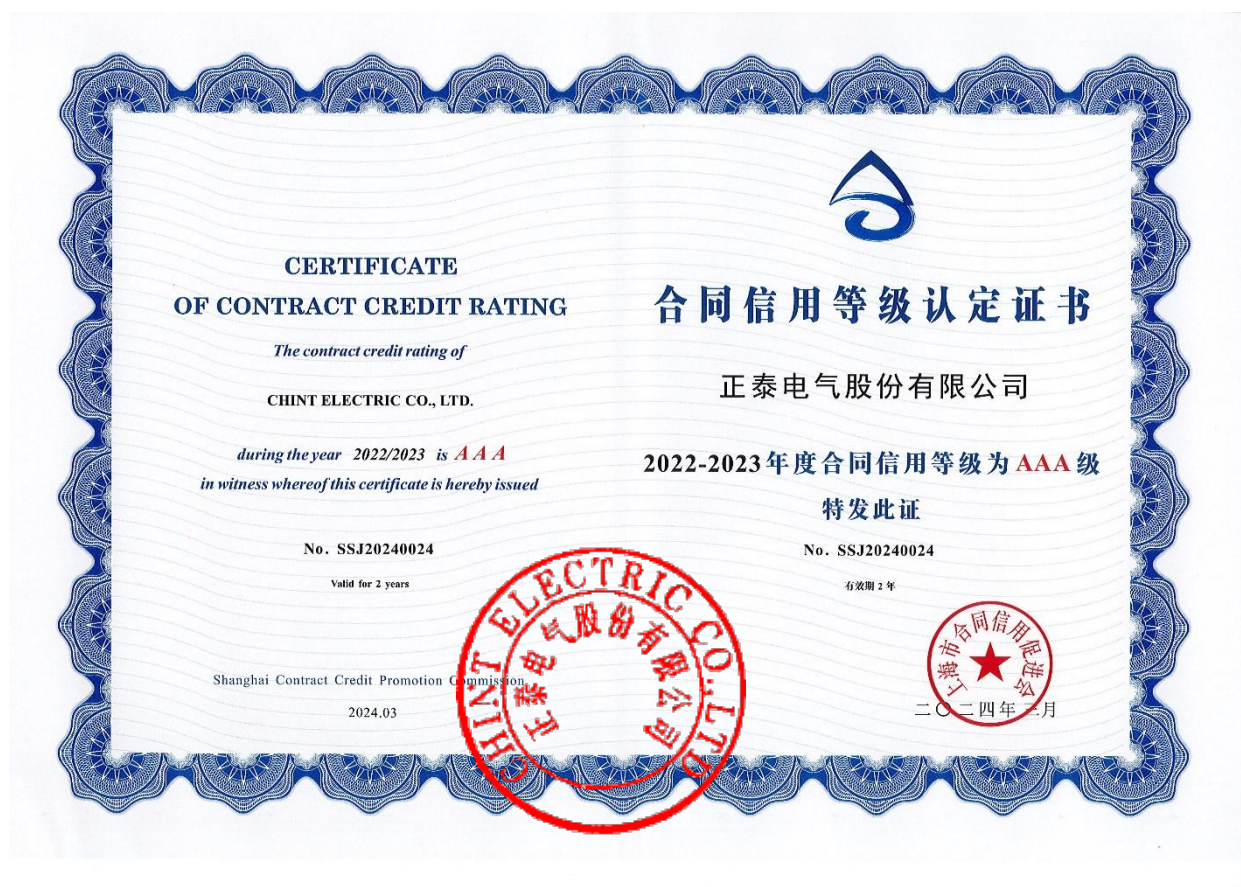 CERTIFICATE
OF CONTRACT CREDIT RATING
The contract credit rating of
CHINT ELECTRIC CO., LTD.
during the year 2022/2023 is AAA
in witness whereof this certificate is hereby issued
No. SSJ20240024
Valid for 2 years
Shanghai Contract Credit Promotion Commission
2024.03
CHINT ELECTRIC CO.,LTD
正泰电气股份有限公司
合同信用等级认定证书
正泰电气股份有限公司
2022-2023年度合同信用等级为AAA级
特发此证
No. SSJ20240024
有效期2年
上海市合同信用促进会
二〇二四年三月